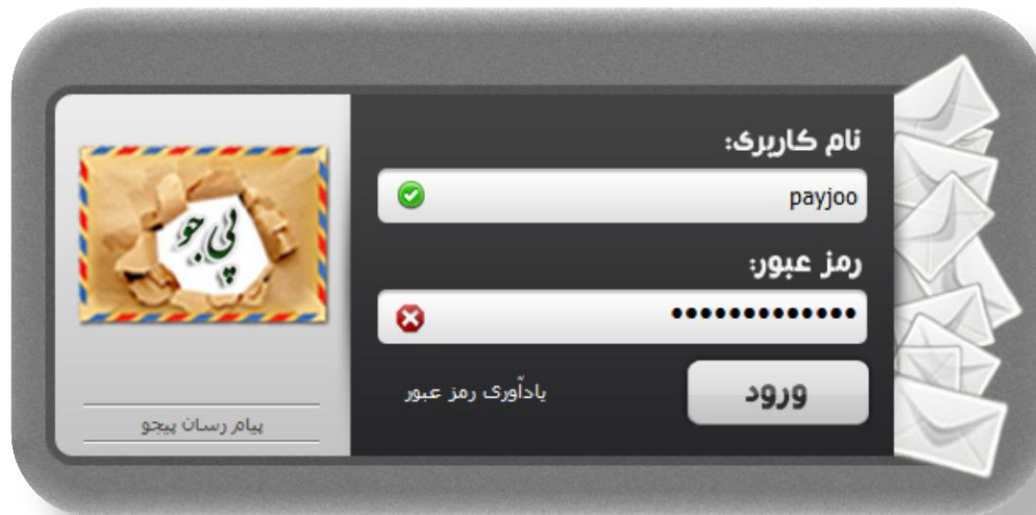 نام کاربری:
payjoo
رمز عبور:
•••••••••••••
ورود
یادآوری رمز عبور
پی جو
پیام رسان پیجو